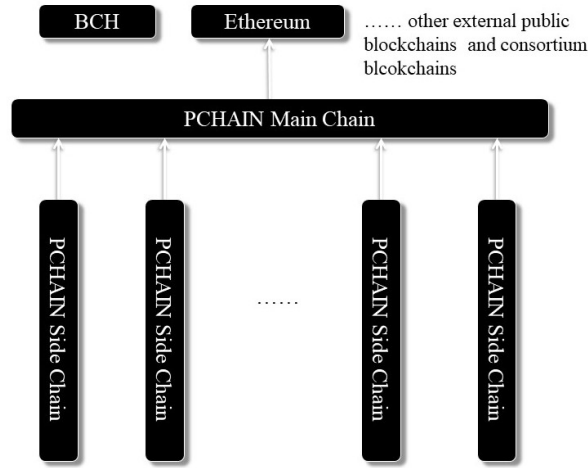 BCH
Ethereum
…… other external public
blockchains and consortium
blcokchains
PCHAIN Main Chain
PCHAIN Side Chain
PCHAIN Side Chain
……
PCHAIN Side Chain
PCHAIN Side Chain